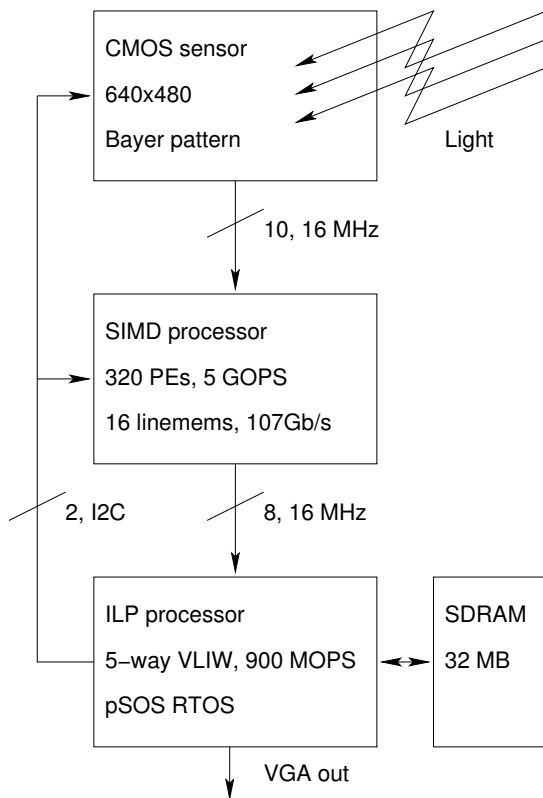 CMOS sensor
640x480
Bayer pattern
Light
10, 16 MHz
SIMD processor
320 PEs, 5 GOPS
16 linemems, 107Gb/s
2, I2C
8, 16 MHz
ILP processor
5−way VLIW, 900 MOPS
pSOS RTOS
SDRAM
32 MB
VGA out